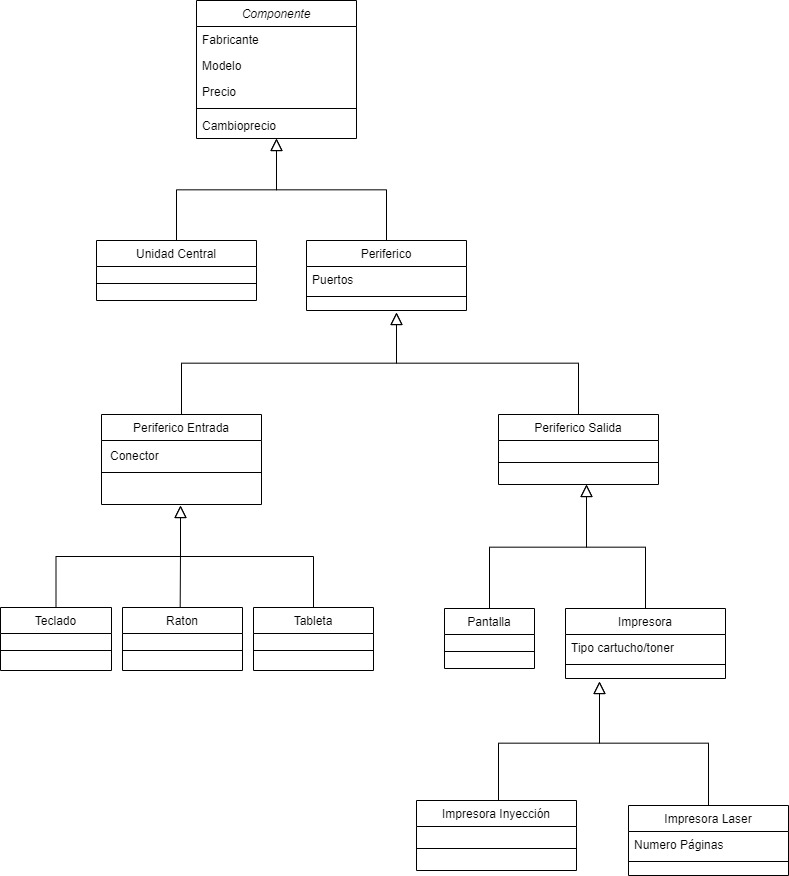 Componente
Fabricante
Modelo
Precio
Cambioprecio
Unidad Central
Periferico
Puertos
Periferico Entrada
Conector
Periferico Salida
Teclado
Raton
Tableta
Pantalla
Impresora
Tipo cartucho/toner
Impresora Inyección
Impresora Laser
Numero Páginas